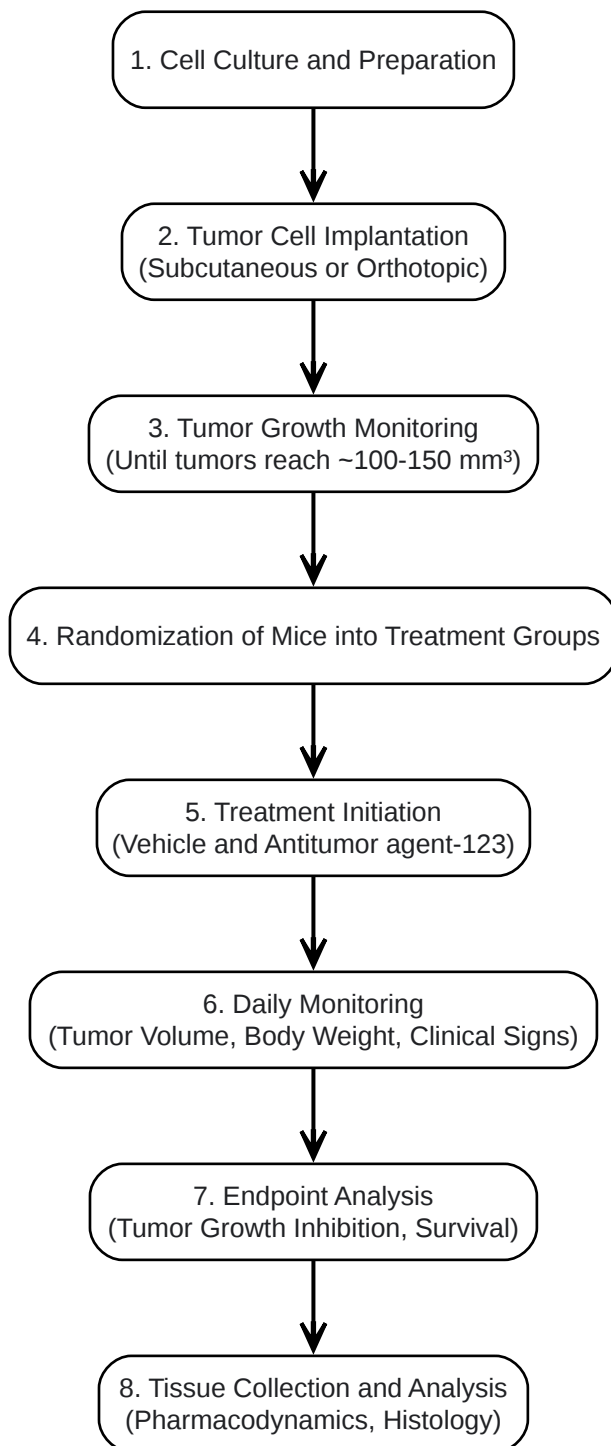 1. Cell Culture and Preparation
2. Tumor Cell Implantation
(Subcutaneous or Orthotopic)
3. Tumor Growth Monitoring
(Until tumors reach ~100-150 mm³)
4. Randomization of Mice into Treatment Groups
5. Treatment Initiation
(Vehicle and Antitumor agent-123)
6. Daily Monitoring
(Tumor Volume, Body Weight, Clinical Signs)
7. Endpoint Analysis
(Tumor Growth Inhibition, Survival)
8. Tissue Collection and Analysis
(Pharmacodynamics, Histology)